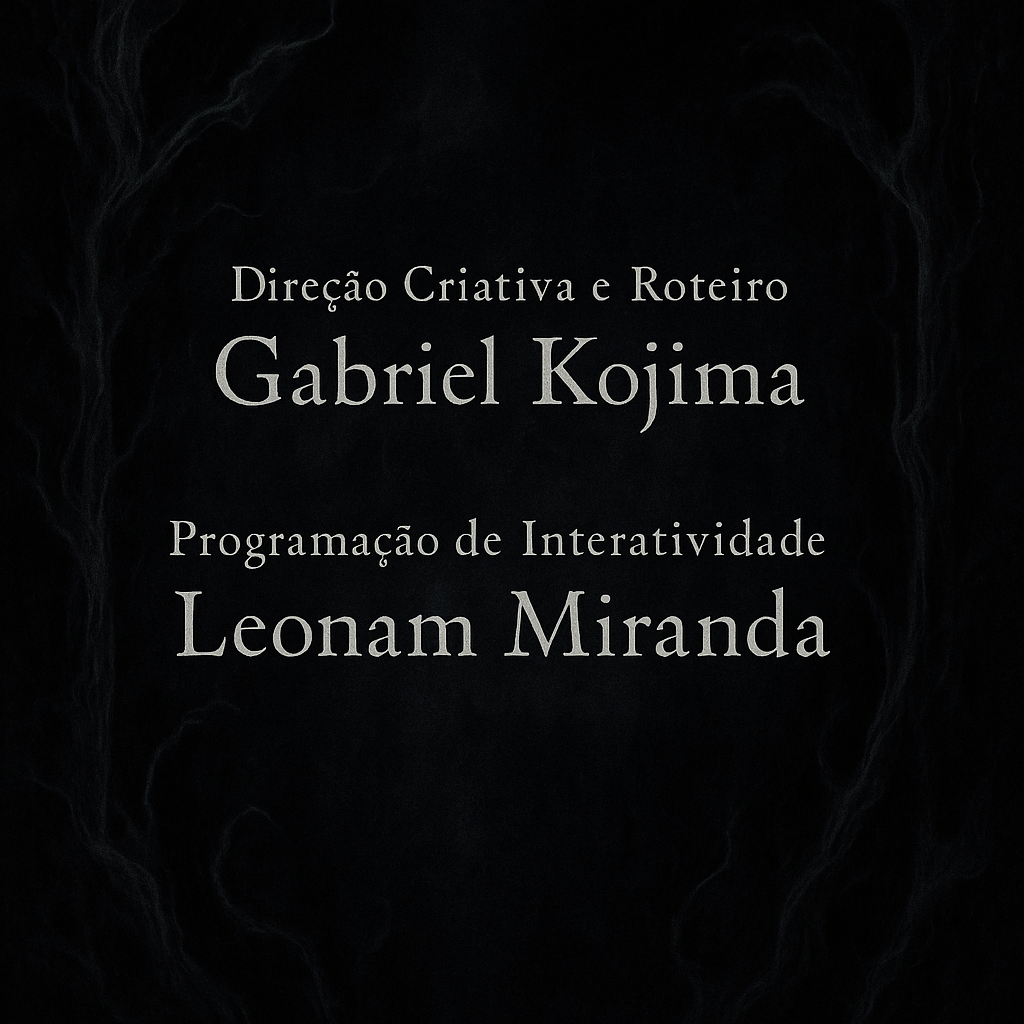 Direção Criativa e Roteiro
Gabriel Kojima
Programação de Interatividade
Leonam Miranda